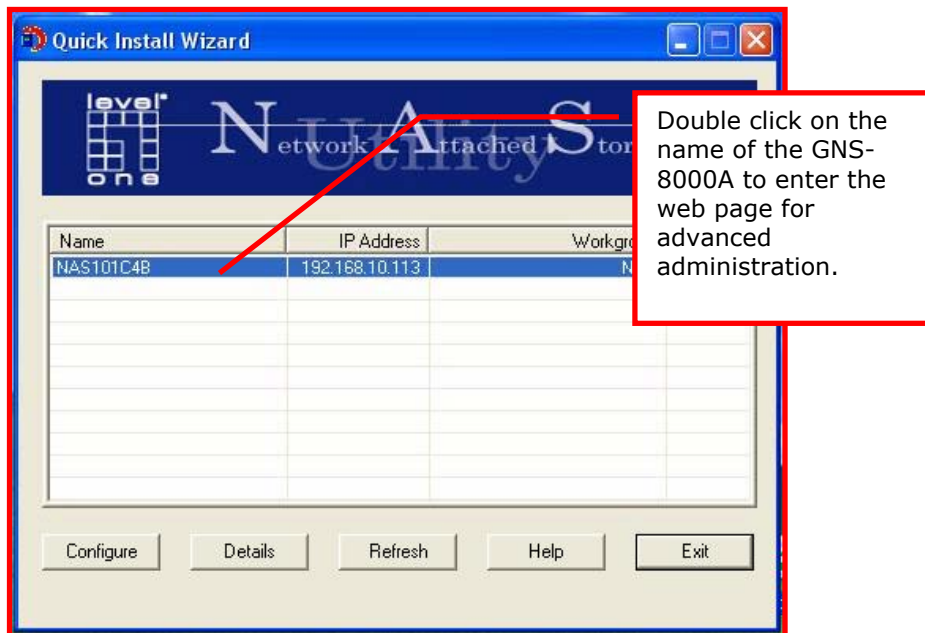 Quick Install Wizard
level one
Network Attached Stor
Utility
Double click on the
name of the GNS-
8000A to enter the
web page for
advanced
administration.
Name IP Address Workgro
NAS101C4B 192.168.10.113 N
Configure Details Refresh Help Exit